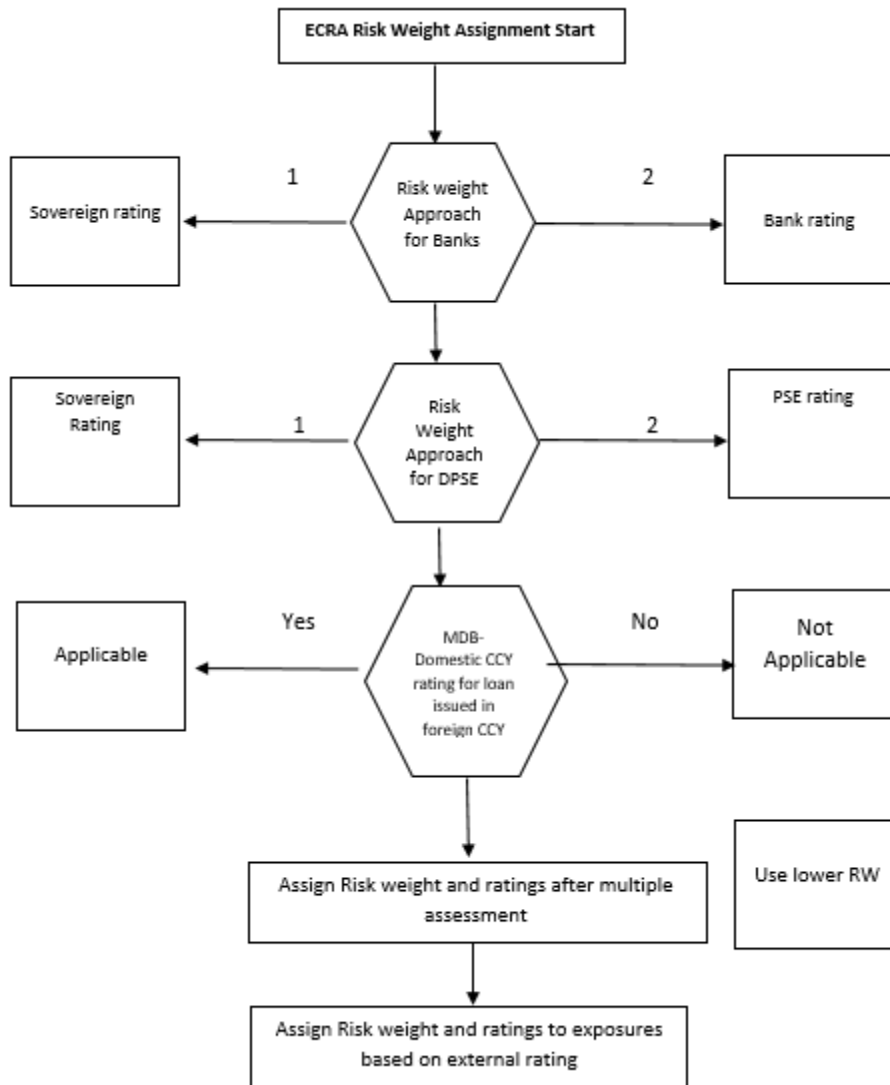 ECRA Risk Weight Assignment Start
1
2
Sovereign rating
Risk weight
Approach
for Banks
Bank rating
Sovereign
Rating
1
Risk
Weight
Approach
for DPSE
2
PSE rating
Applicable
Yes
MDB-
Domestic CCY
rating for loan
issued in
foreign CCY
No
Not
Applicable
Assign Risk weight and ratings after multiple
assessment
Use lower RW
Assign Risk weight and ratings to exposures
based on external rating